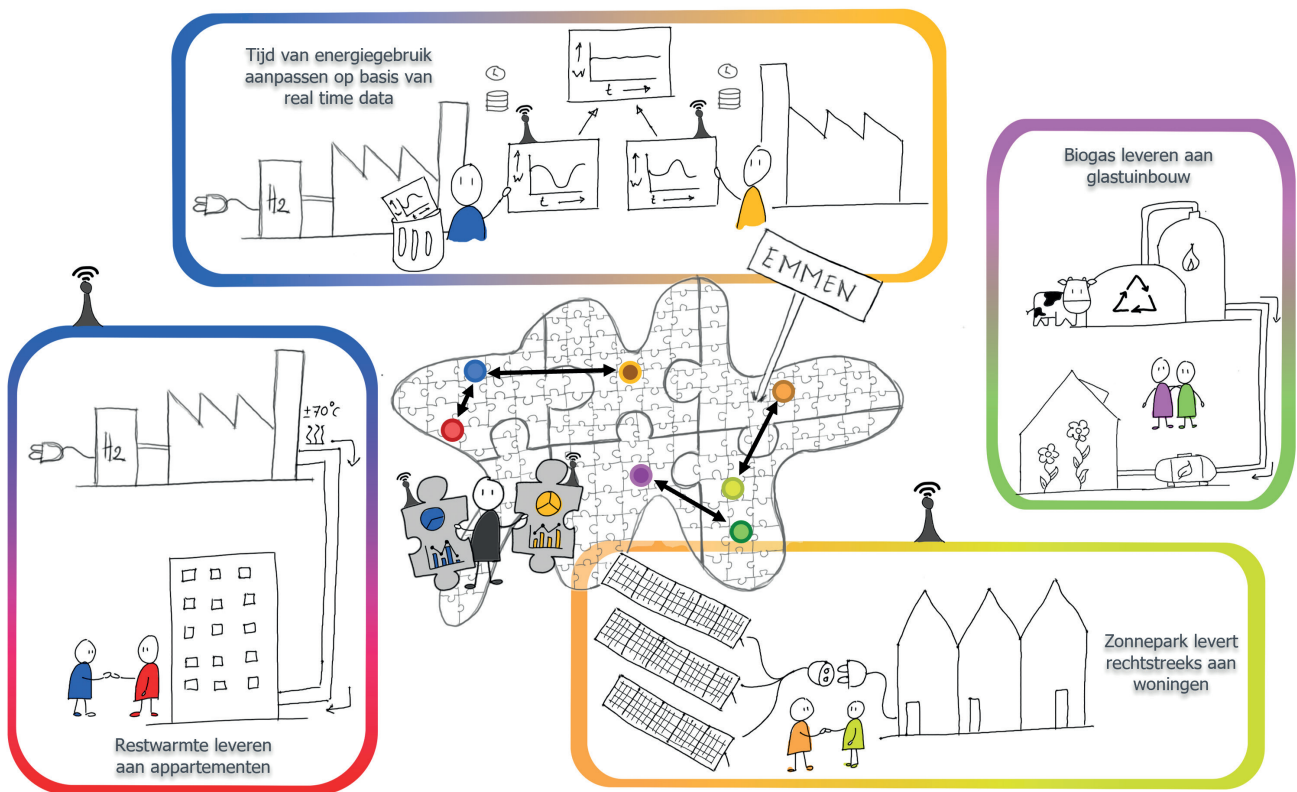 Tijd van energiegebruik
aanpassen op basis van
real time data
W
t
W
t
W
t
H2
EMMEN
Biogas leveren aan
glastuinbouw
±70°C
H2
Restwarmte leveren
aan appartementen
Zonnepark levert
rechtstreeks aan
woningen